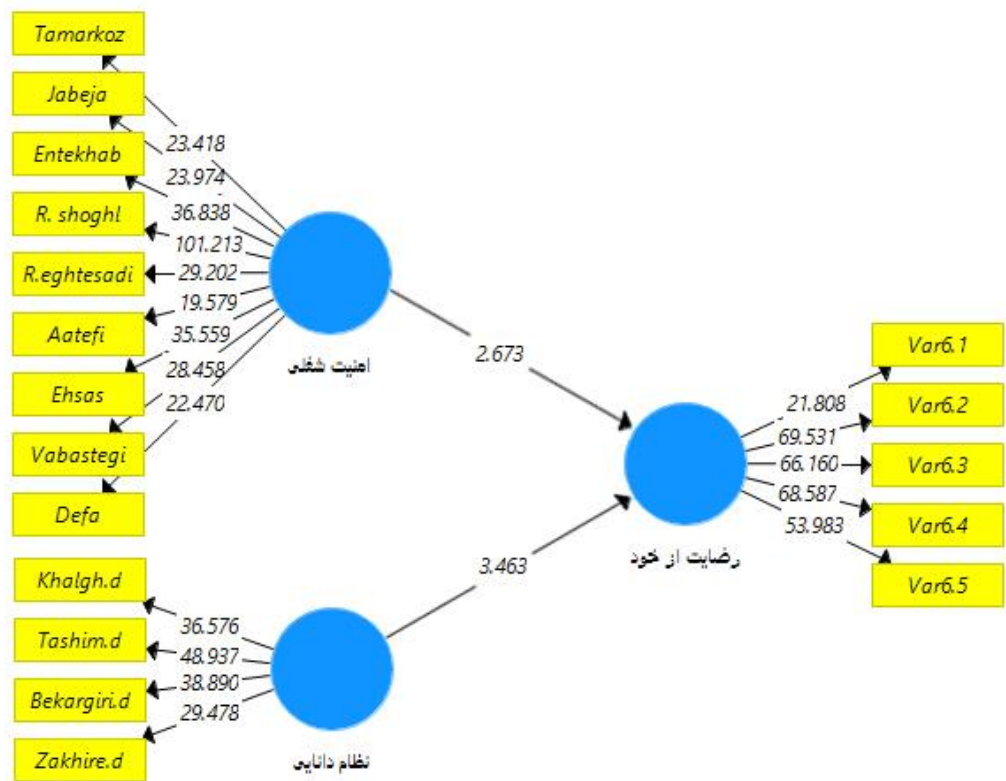 Tamarkoz
Jabeja
Entekhab
R. shoghl
R.eghtesadi
Aatefi
Ehsas
Vabastegi
Defa
23.418
23.974
36.838
101.213
29.202
19.579
35.559
28.458
22.470
امنیت شغلی
2.673
Khalgh.d
Tashim.d
Bekargiri.d
Zakhire.d
36.576
48.937
38.890
29.478
نظام دانایی
3.463
رضایت از خود
21.808
69.531
66.160
68.587
53.983
Var6.1
Var6.2
Var6.3
Var6.4
Var6.5